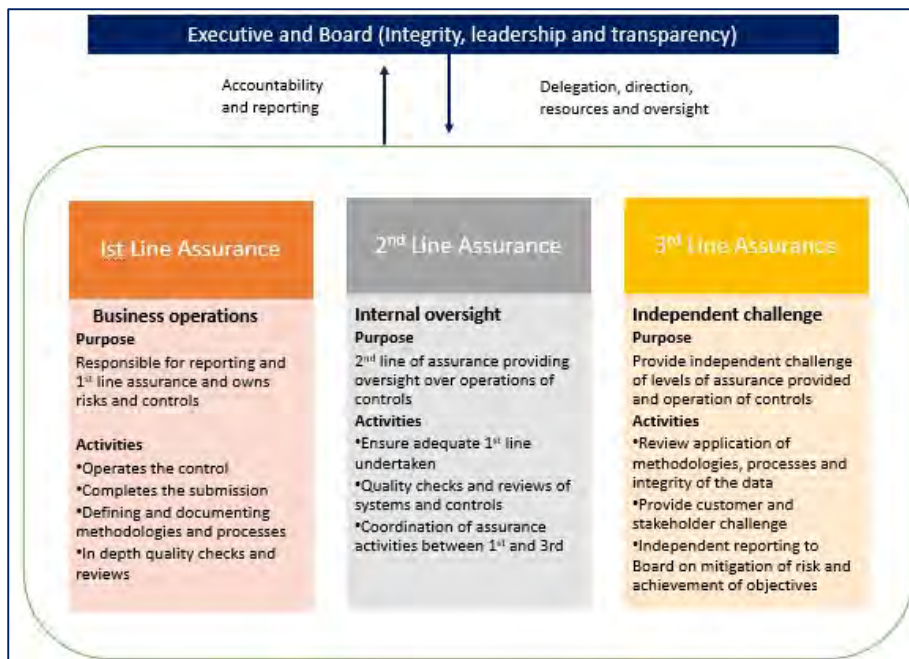 Executive and Board (Integrity, leadership and transparency)
Accountability
and reporting
Delegation, direction,
resources and oversight
Ist Line Assurance
Business operations
Purpose
Responsible for reporting and
1st line assurance and owns
risks and controls
Activities
•Operates the control
•Completes the submission
•Defining and documenting
methodologies and processes
•In depth quality checks and
reviews
2nd Line Assurance
Internal oversight
Purpose
2nd line of assurance providing
oversight over operations of
controls
Activities
•Ensure adequate 1st line
undertaken
•Quality checks and reviews of
systems and controls
•Coordination of assurance
activities between 1st and 3rd
3rd Line Assurance
Independent challenge
Purpose
Provide independent challenge
of levels of assurance provided
and operation of controls
Activities
•Review application of
methodologies, processes and
integrity of the data
•Provide customer and
stakeholder challenge
•Independent reporting to
Board on mitigation of risk and
achievement of objectives